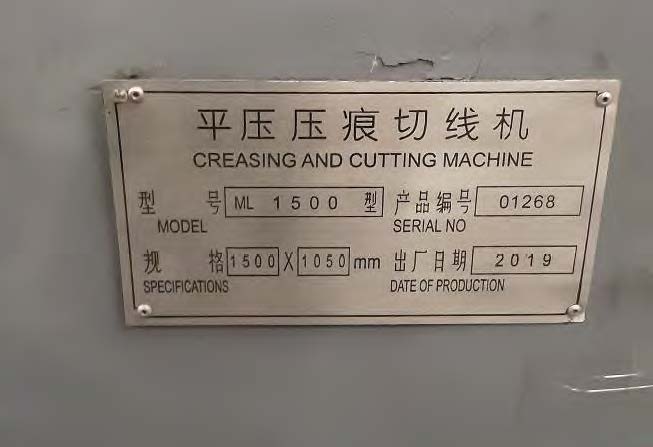 平压压痕切线机
CREASING AND CUTTING MACHINE
型 号 ML 1500 型 产品编号 01268
MODEL SERIAL NO
规 格 1500 X 1050 mm 出厂日期 2019
SPECIFICATIONS DATE OF PRODUCTION